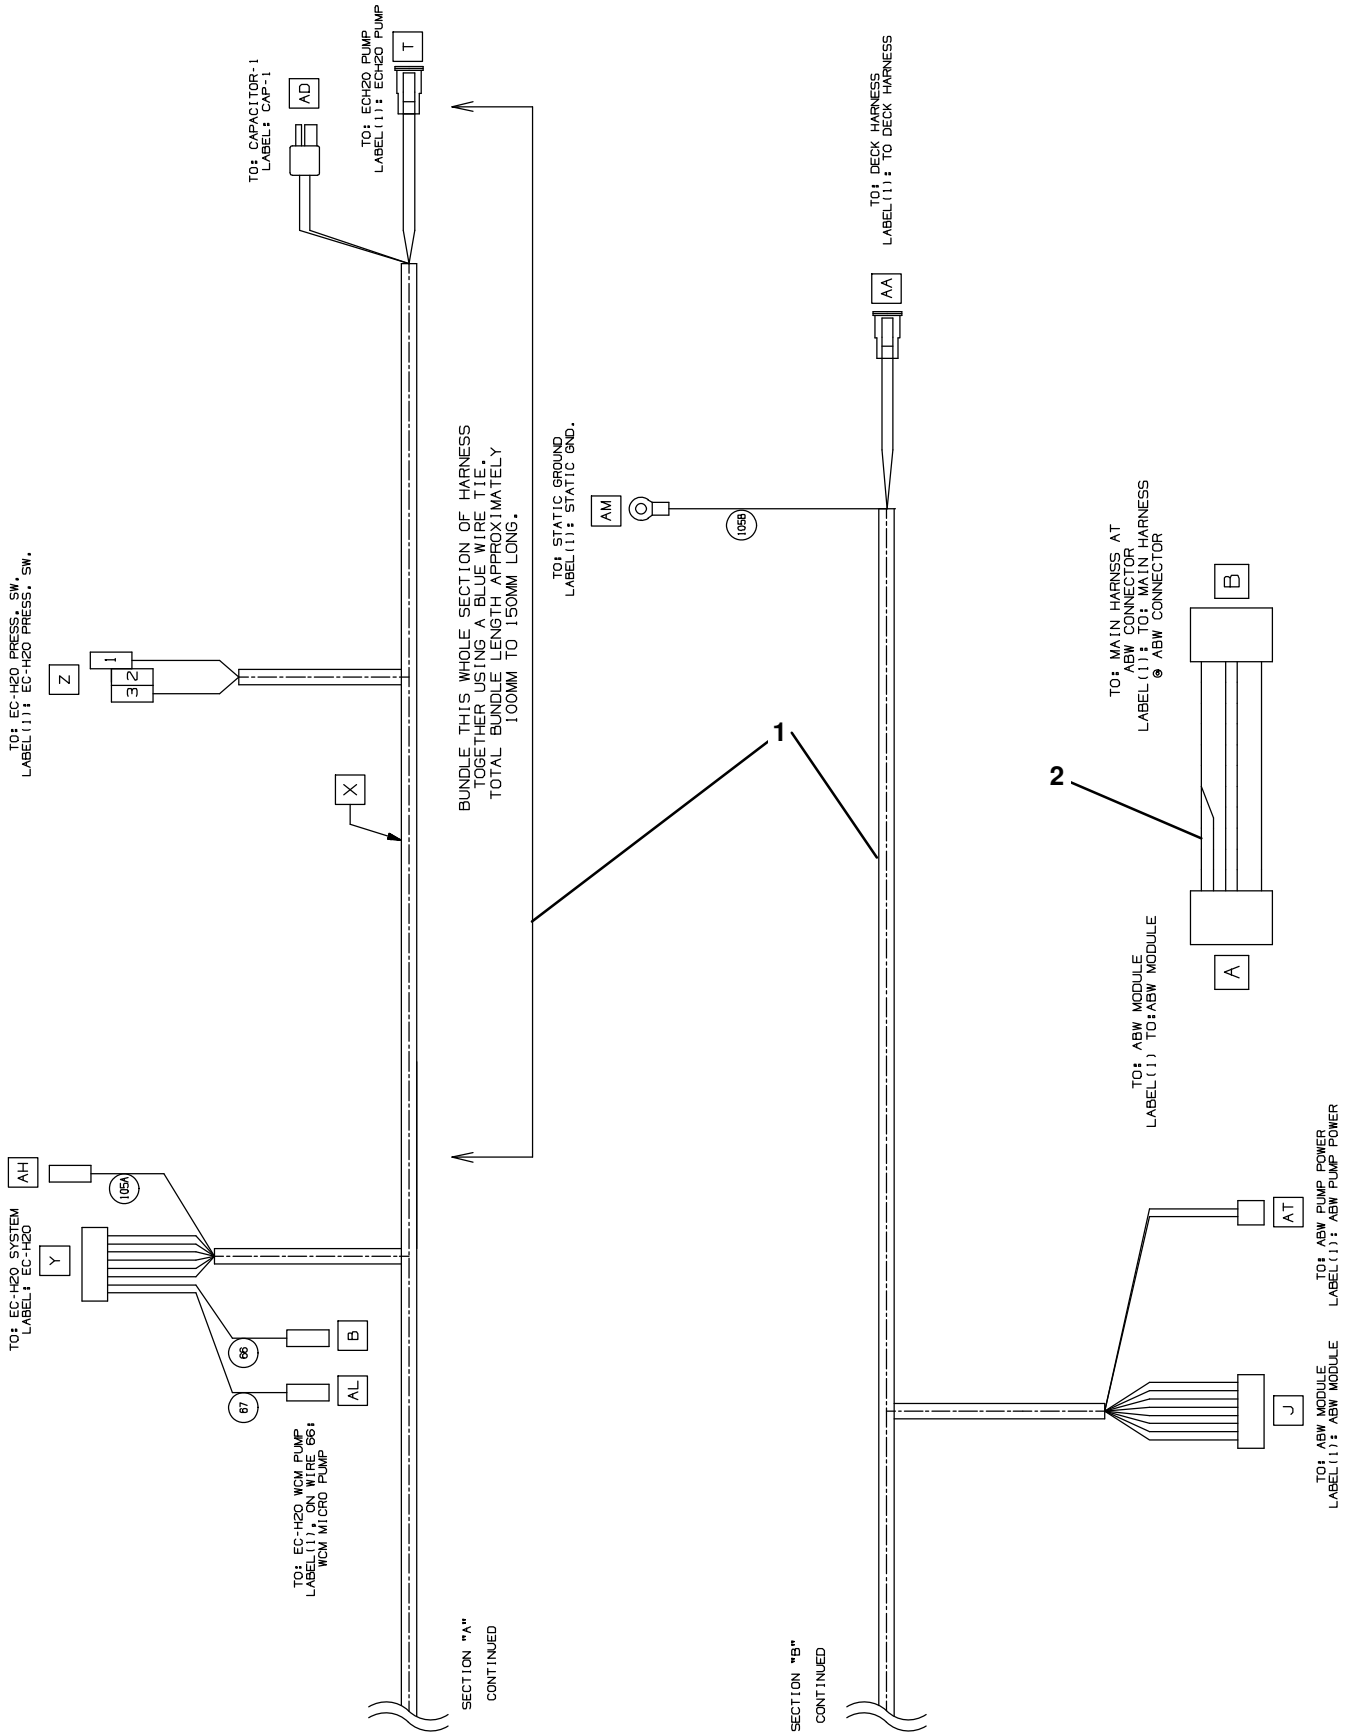 TO: EC-H2O SYSTEM
LABEL: EC-H2O
Y
AH
105A
66
67
B
AL
TO: EC-H2O WCM PUMP
LABEL(1), ON WIRE 66:
WCM MICRO PUMP
TO: EC-H2O PRESS. SW.
LABEL(1): EC-H2O PRESS. SW.
Z
1
2
3
X
TO: CAPACITOR-1
LABEL: CAP-1
AD
TO: ECH2O PUMP
LABEL(1): ECH2O PUMP
T
BUNDLE THIS WHOLE SECTION OF HARNESS
TOGETHER USING A BLUE WIRE TIE.
TOTAL BUNDLE LENGTH APPROXIMATELY
100MM TO 150MM LONG.
SECTION "A"
CONTINUED
1
TO: STATIC GROUND
LABEL(1): STATIC GND.
AM
105B
TO: DECK HARNESS
LABEL(1): TO DECK HARNESS
AA
SECTION "B"
CONTINUED
J
TO: ABW MODULE
LABEL(1): ABW MODULE
AT
TO: ABW PUMP POWER
LABEL(1): ABW PUMP POWER
TO: ABW MODULE
LABEL(1) TO:ABW MODULE
A
2
TO: MAIN HARNSS AT
ABW CONNECTOR
LABEL(1): TO: MAIN HARNESS
@ ABW CONNECTOR
B